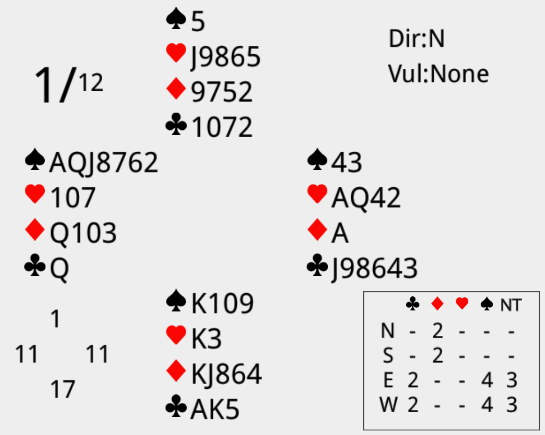 ♠5
♥J9865
♦9752
♣1072
1/12
Dir:N
Vul:None
♠AQJ8762
♥107
♦Q103
♣Q
♠43
♥AQ42
♦A
♣J98643
♠K109
♥K3
♦KJ864
♣AK5
1
11 11
17
♣ ♦ ♥ ♠ NT
N - 2 - - -
S - 2 - - -
E 2 - - 4 3
W 2 - - 4 3